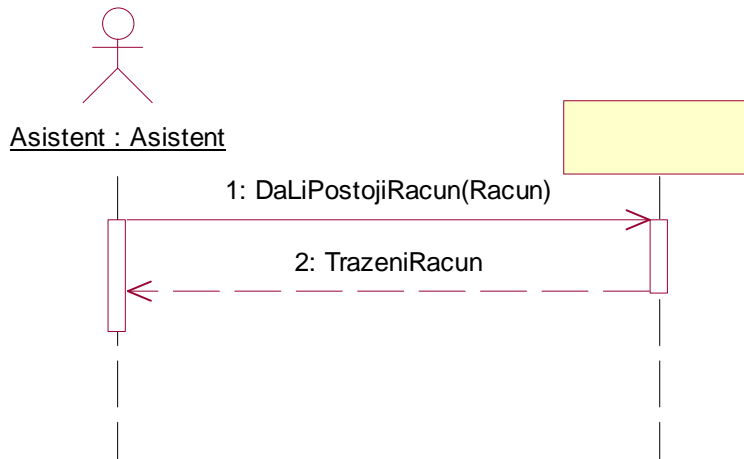 Asistent : Asistent
1: DaLiPostojiRacun(Racun)
2: TrazeniRacun